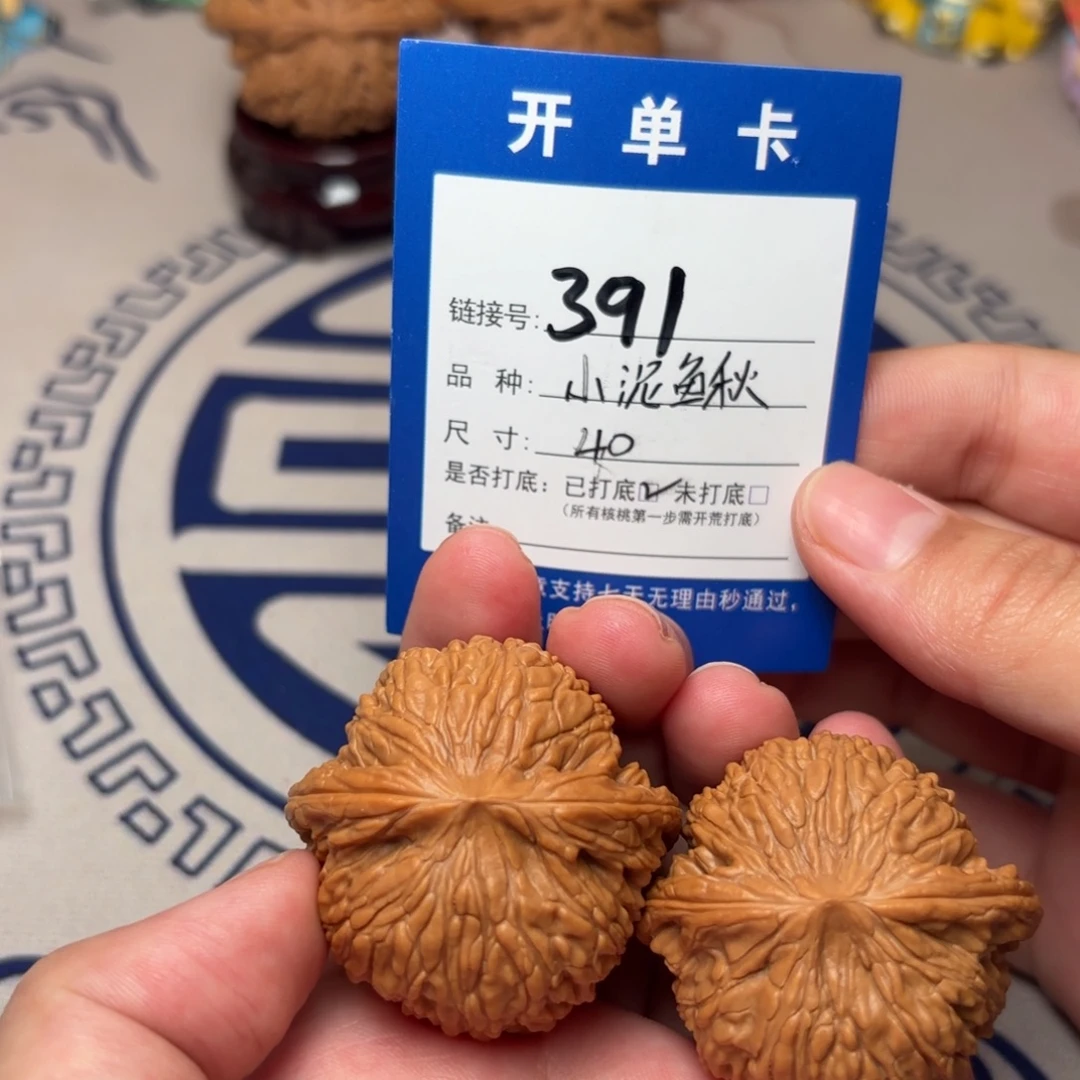 开单卡
链接号: 391
品 种: 小泥鱼秋
尺 寸: 40
是否打底: 已打底☑ 未打底□
(所有核桃第一步需开荒打底)
备注
支持七天无理由秒通过,